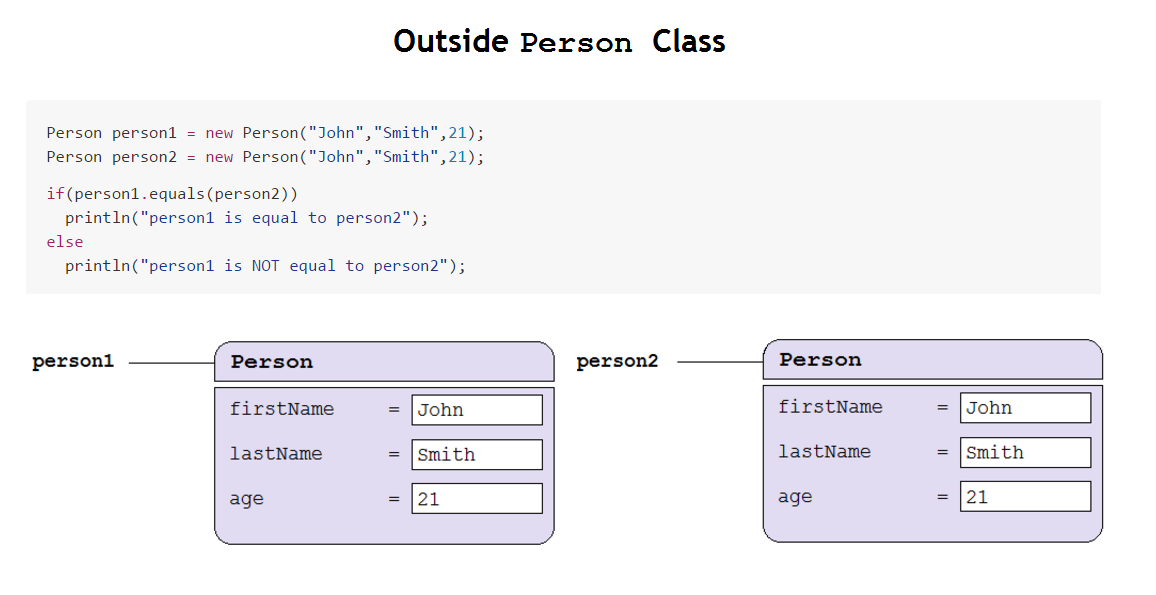 Outside Person Class
Person person1 = new Person("John","Smith",21);
Person person2 = new Person("John","Smith",21);
if(person1.equals(person2))
  println("person1 is equal to person2");
else
  println("person1 is NOT equal to person2");
person1
Person
firstName = John
lastName = Smith
age = 21
person2
Person
firstName = John
lastName = Smith
age = 21